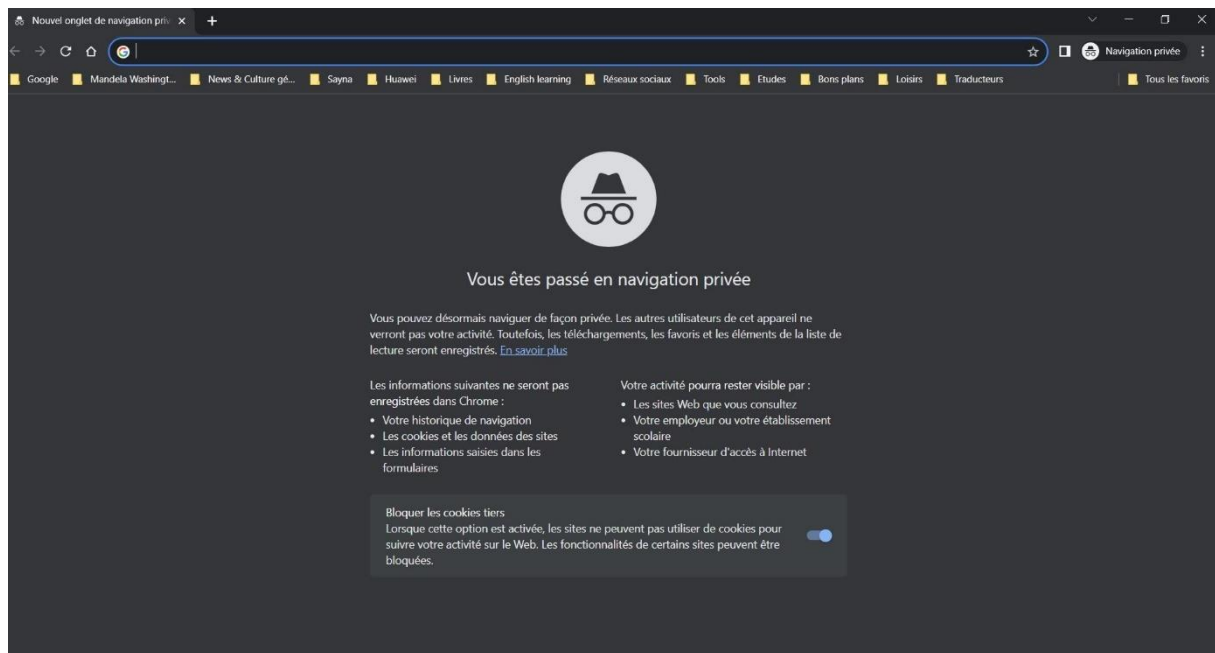 Nouvel onglet de navigation priv
Navigation privée
Google Mandela Washingt... News & Culture gé... Sayna Huawei Livres English learning Réseaux sociaux Tools Etudes Bons plans Loisirs Traducteurs Tous les favoris
Vous êtes passé en navigation privée
Vous pouvez désormais naviguer de façon privée. Les autres utilisateurs de cet appareil ne
verront pas votre activité. Toutefois, les téléchargements, les favoris et les éléments de la liste de
lecture seront enregistrés. En savoir plus
Les informations suivantes ne seront pas
enregistrées dans Chrome :
• Votre historique de navigation
• Les cookies et les données des sites
• Les informations saisies dans les
formulaires
Votre activité pourra rester visible par :
• Les sites Web que vous consultez
• Votre employeur ou votre établissement
scolaire
• Votre fournisseur d'accès à Internet
Bloquer les cookies tiers
Lorsque cette option est activée, les sites ne peuvent pas utiliser de cookies pour
suivre votre activité sur le Web. Les fonctionnalités de certains sites peuvent être
bloquées.